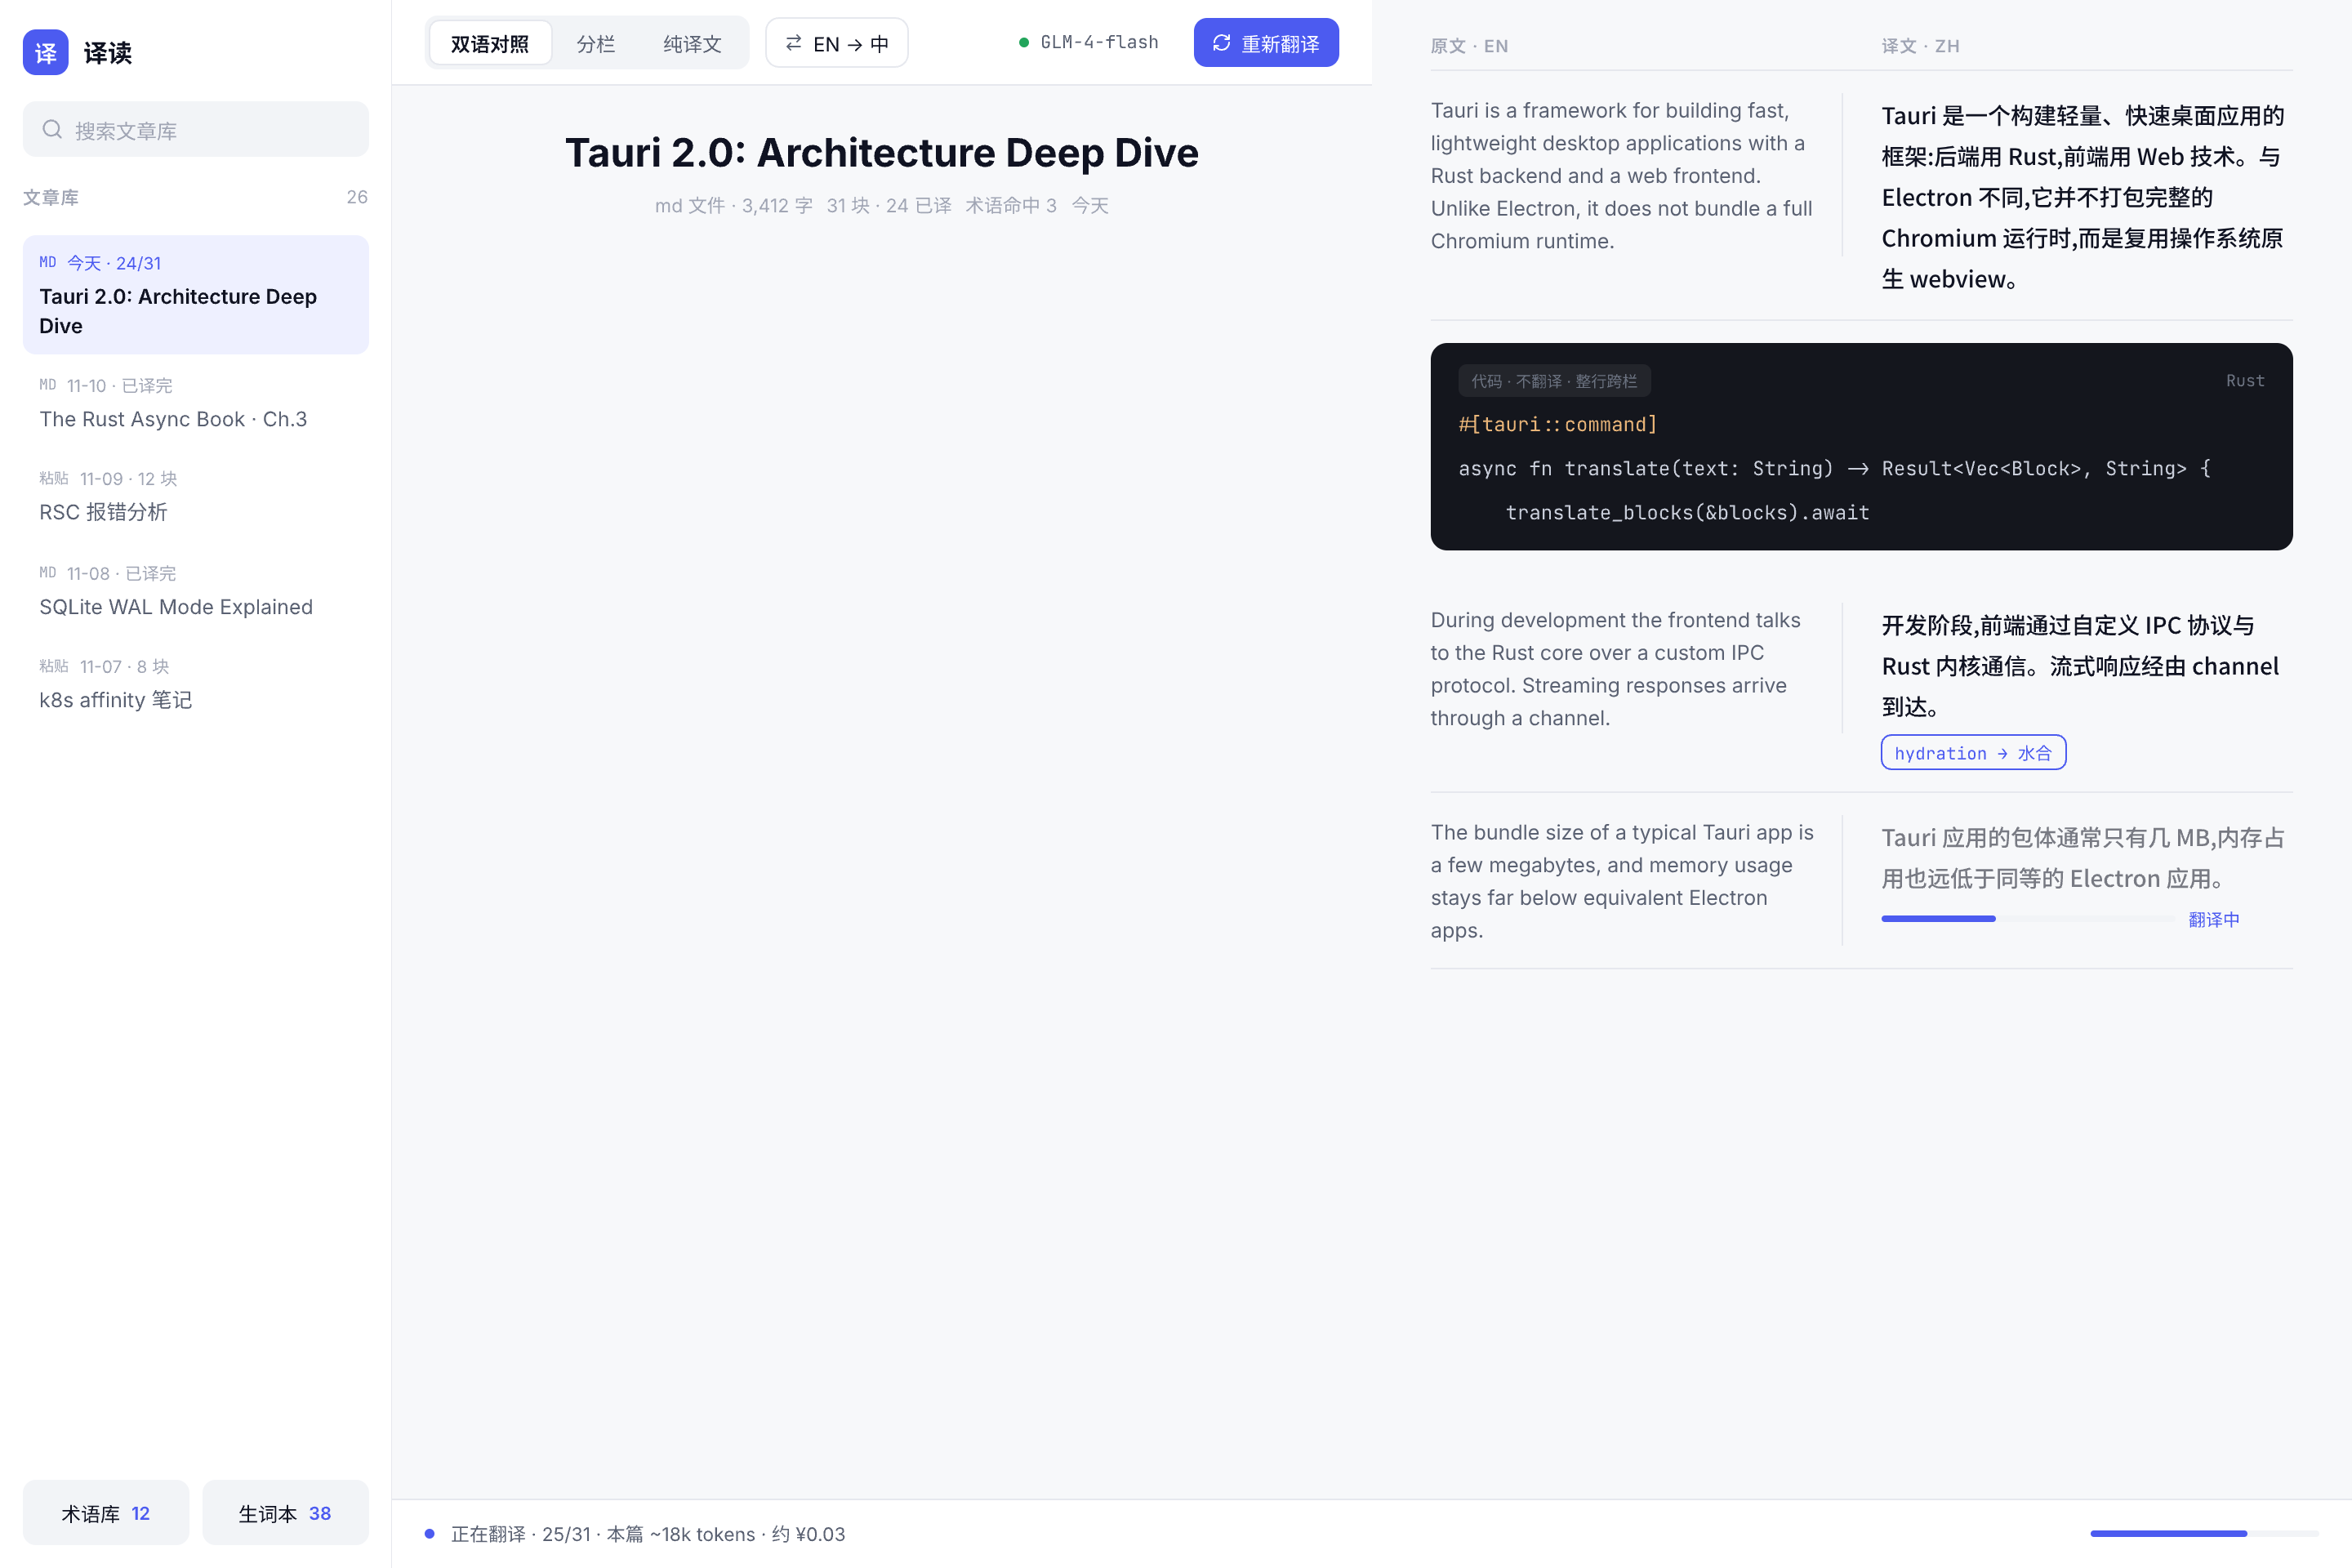 译 译读
搜索文章库
文章库 26
MD 今天 · 24/31
Tauri 2.0: Architecture Deep
Dive
MD 11-10 · 已译完
The Rust Async Book · Ch.3
粘贴 11-09 · 12 块
RSC 报错分析
MD 11-08 · 已译完
SQLite WAL Mode Explained
粘贴 11-07 · 8 块
k8s affinity 笔记
术语库 12
生词本 38
双语对照 分栏 纯译文 EN → 中 GLM-4-flash 重新翻译
Tauri 2.0: Architecture Deep Dive
md 文件 · 3,412 字 31 块 · 24 已译 术语命中 3 今天
原文 · EN
译文 · ZH
Tauri is a framework for building fast,
lightweight desktop applications with a
Rust backend and a web frontend.
Unlike Electron, it does not bundle a full
Chromium runtime.
Tauri 是一个构建轻量、快速桌面应用的
框架:后端用 Rust,前端用 Web 技术。与
Electron 不同,它并不打包完整的
Chromium 运行时,而是复用操作系统原
生 webview。
代码 · 不翻译 · 整行跨栏 Rust
#[tauri::command]
async fn translate(text: String) -> Result<Vec<Block>, String> {
translate_blocks(&blocks).await
During development the frontend talks
to the Rust core over a custom IPC
protocol. Streaming responses arrive
through a channel.
开发阶段,前端通过自定义 IPC 协议与
Rust 内核通信。流式响应经由 channel
到达。
hydration → 水合
The bundle size of a typical Tauri app is
a few megabytes, and memory usage
stays far below equivalent Electron
apps.
Tauri 应用的包体通常只有几 MB,内存占
用也远低于同等的 Electron 应用。
翻译中
正在翻译 · 25/31 · 本篇 ~18k tokens · 约 ¥0.03